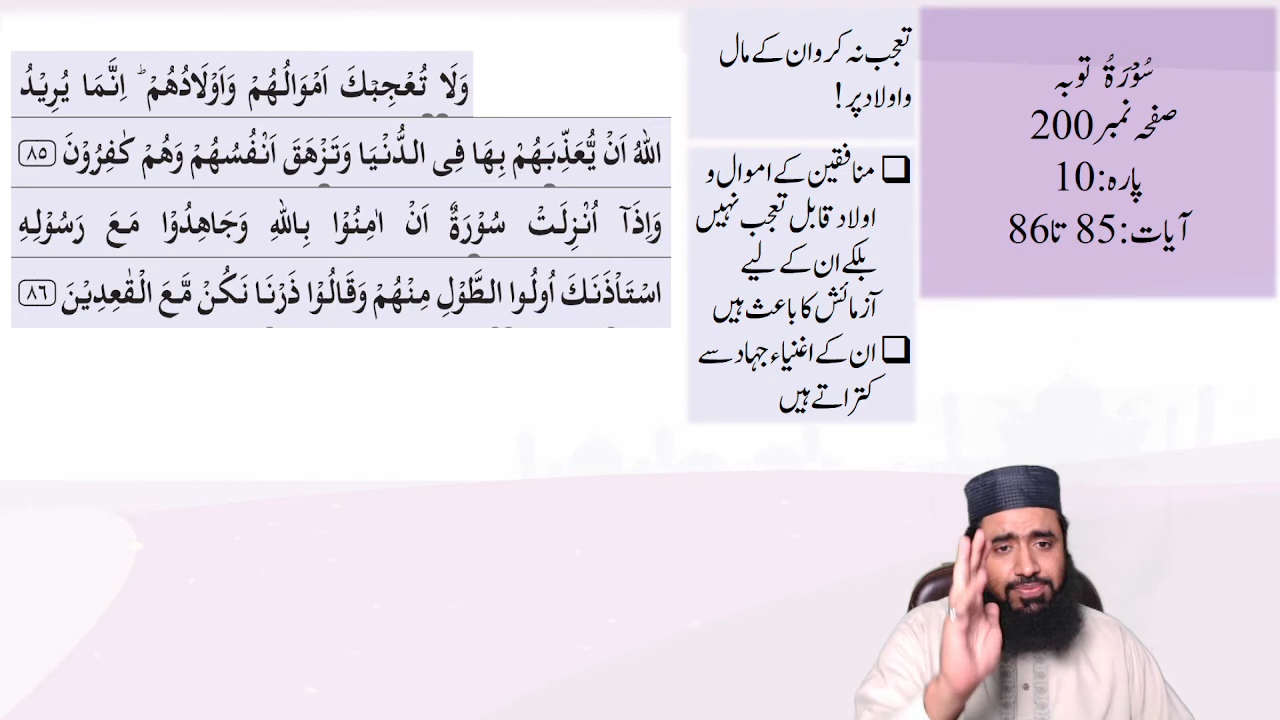 سُوْرَۃُ توبہ
صفحہ نمبر 200
پارہ: 10
آیات: 85 تا 86
تعجب نہ کرو ان کے مال
و اولاد پر !
منافقین کے اموال و
اولاد قابل تعجب نہیں
بلکے ان کے لیے
آزمائش کا باعث ہیں
ان کے اغنیاء جہاد سے
کتراتے ہیں
وَلَا تُعْجِبْكَ اَمْوَالُهُمْ وَاَوْلَادُهُمْ ؕ اِنَّمَا يُرِيْدُ
اللّٰهُ اَنْ يُّعَذِّبَهُمْ بِهَا فِى الدُّنْيَا وَتَزْهَقَ اَنْفُسُهُمْ وَهُمْ كٰفِرُوْنَ ٨٥
وَاِذَآ اُنْزِلَتْ سُوْرَةٌ اَنْ اٰمِنُوْا بِاللّٰهِ وَجَاهِدُوْا مَعَ رَسُوْلِهِ
اسْتَاْذَنَكَ اُولُوا الطَّوْلِ مِنْهُمْ وَقَالُوْا ذَرْنَا نَكُنْ مَّعَ الْقٰعِدِيْنَ ٨٦